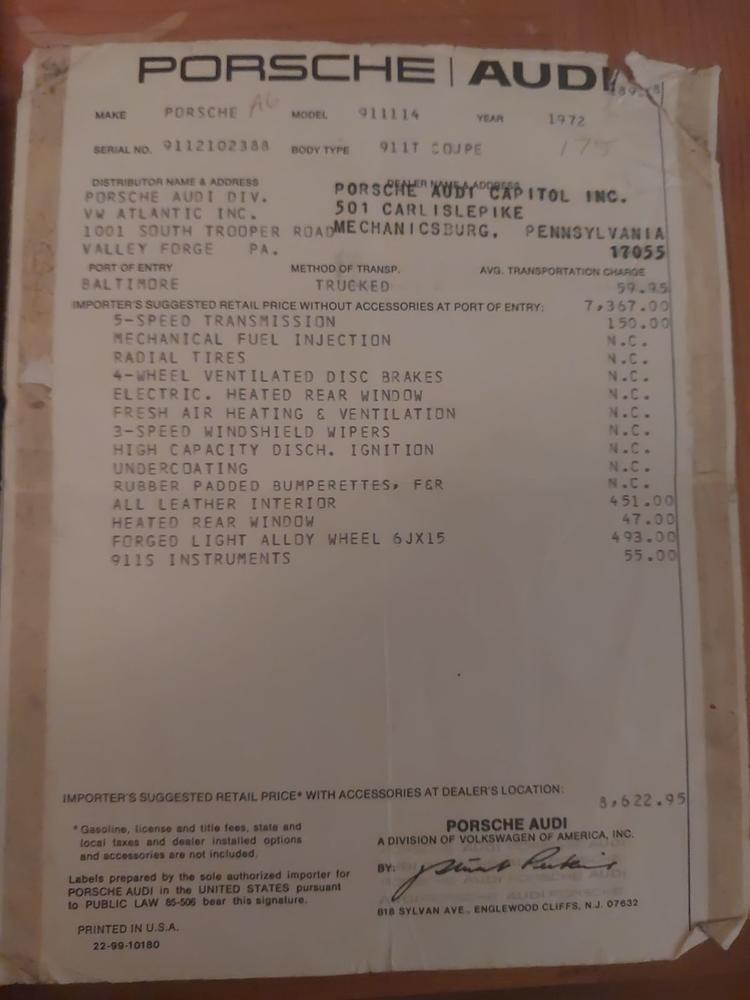 PORSCHE | AUDI
MAKE PORSCHE MODEL 911114 YEAR 1972
SERIAL NO. 9112102388 BODY TYPE 911T COUPE 175
DISTRIBUTOR NAME & ADDRESS DEALER NAME & ADDRESS
PORSCHE AUDI DIV. PORSCHE AUDI CAPITOL INC.
VW ATLANTIC INC. 501 CARLISLEPIKE
1001 SOUTH TROOPER ROAD MECHANICSBURG, PENNSYLVANIA
VALLEY FORGE PA. 17055
PORT OF ENTRY METHOD OF TRANSP. AVG. TRANSPORTATION CHARGE
BALTIMORE TRUCKED 59.95
IMPORTER'S SUGGESTED RETAIL PRICE WITHOUT ACCESSORIES AT PORT OF ENTRY: 7,367.00
5-SPEED TRANSMISSION 150.00
MECHANICAL FUEL INJECTION N.C.
RADIAL TIRES N.C.
4-WHEEL VENTILATED DISC BRAKES N.C.
ELECTRIC. HEATED REAR WINDOW N.C.
FRESH AIR HEATING & VENTILATION N.C.
3-SPEED WINDSHIELD WIPERS N.C.
HIGH CAPACITY DISCH. IGNITION N.C.
UNDERCOATING N.C.
RUBBER PADDED BUMPERETTES, F&R N.C.
ALL LEATHER INTERIOR 451.00
HEATED REAR WINDOW 47.00
FORGED LIGHT ALLOY WHEEL 6JX15 493.00
911S INSTRUMENTS 55.00
IMPORTER'S SUGGESTED RETAIL PRICE* WITH ACCESSORIES AT DEALER'S LOCATION: 8,622.95
*Gasoline, license and title fees, state and
local taxes and dealer installed options
and accessories are not included.
Labels prepared by the sole authorized importer for
PORSCHE AUDI in the UNITED STATES pursuant
to PUBLIC LAW 85-506 bear this signature.
PRINTED IN U.S.A.
22-99-10180
PORSCHE AUDI
A DIVISION OF VOLKSWAGEN OF AMERICA, INC.
BY:
818 SYLVAN AVE., ENGLEWOOD CLIFFS, N.J. 07632